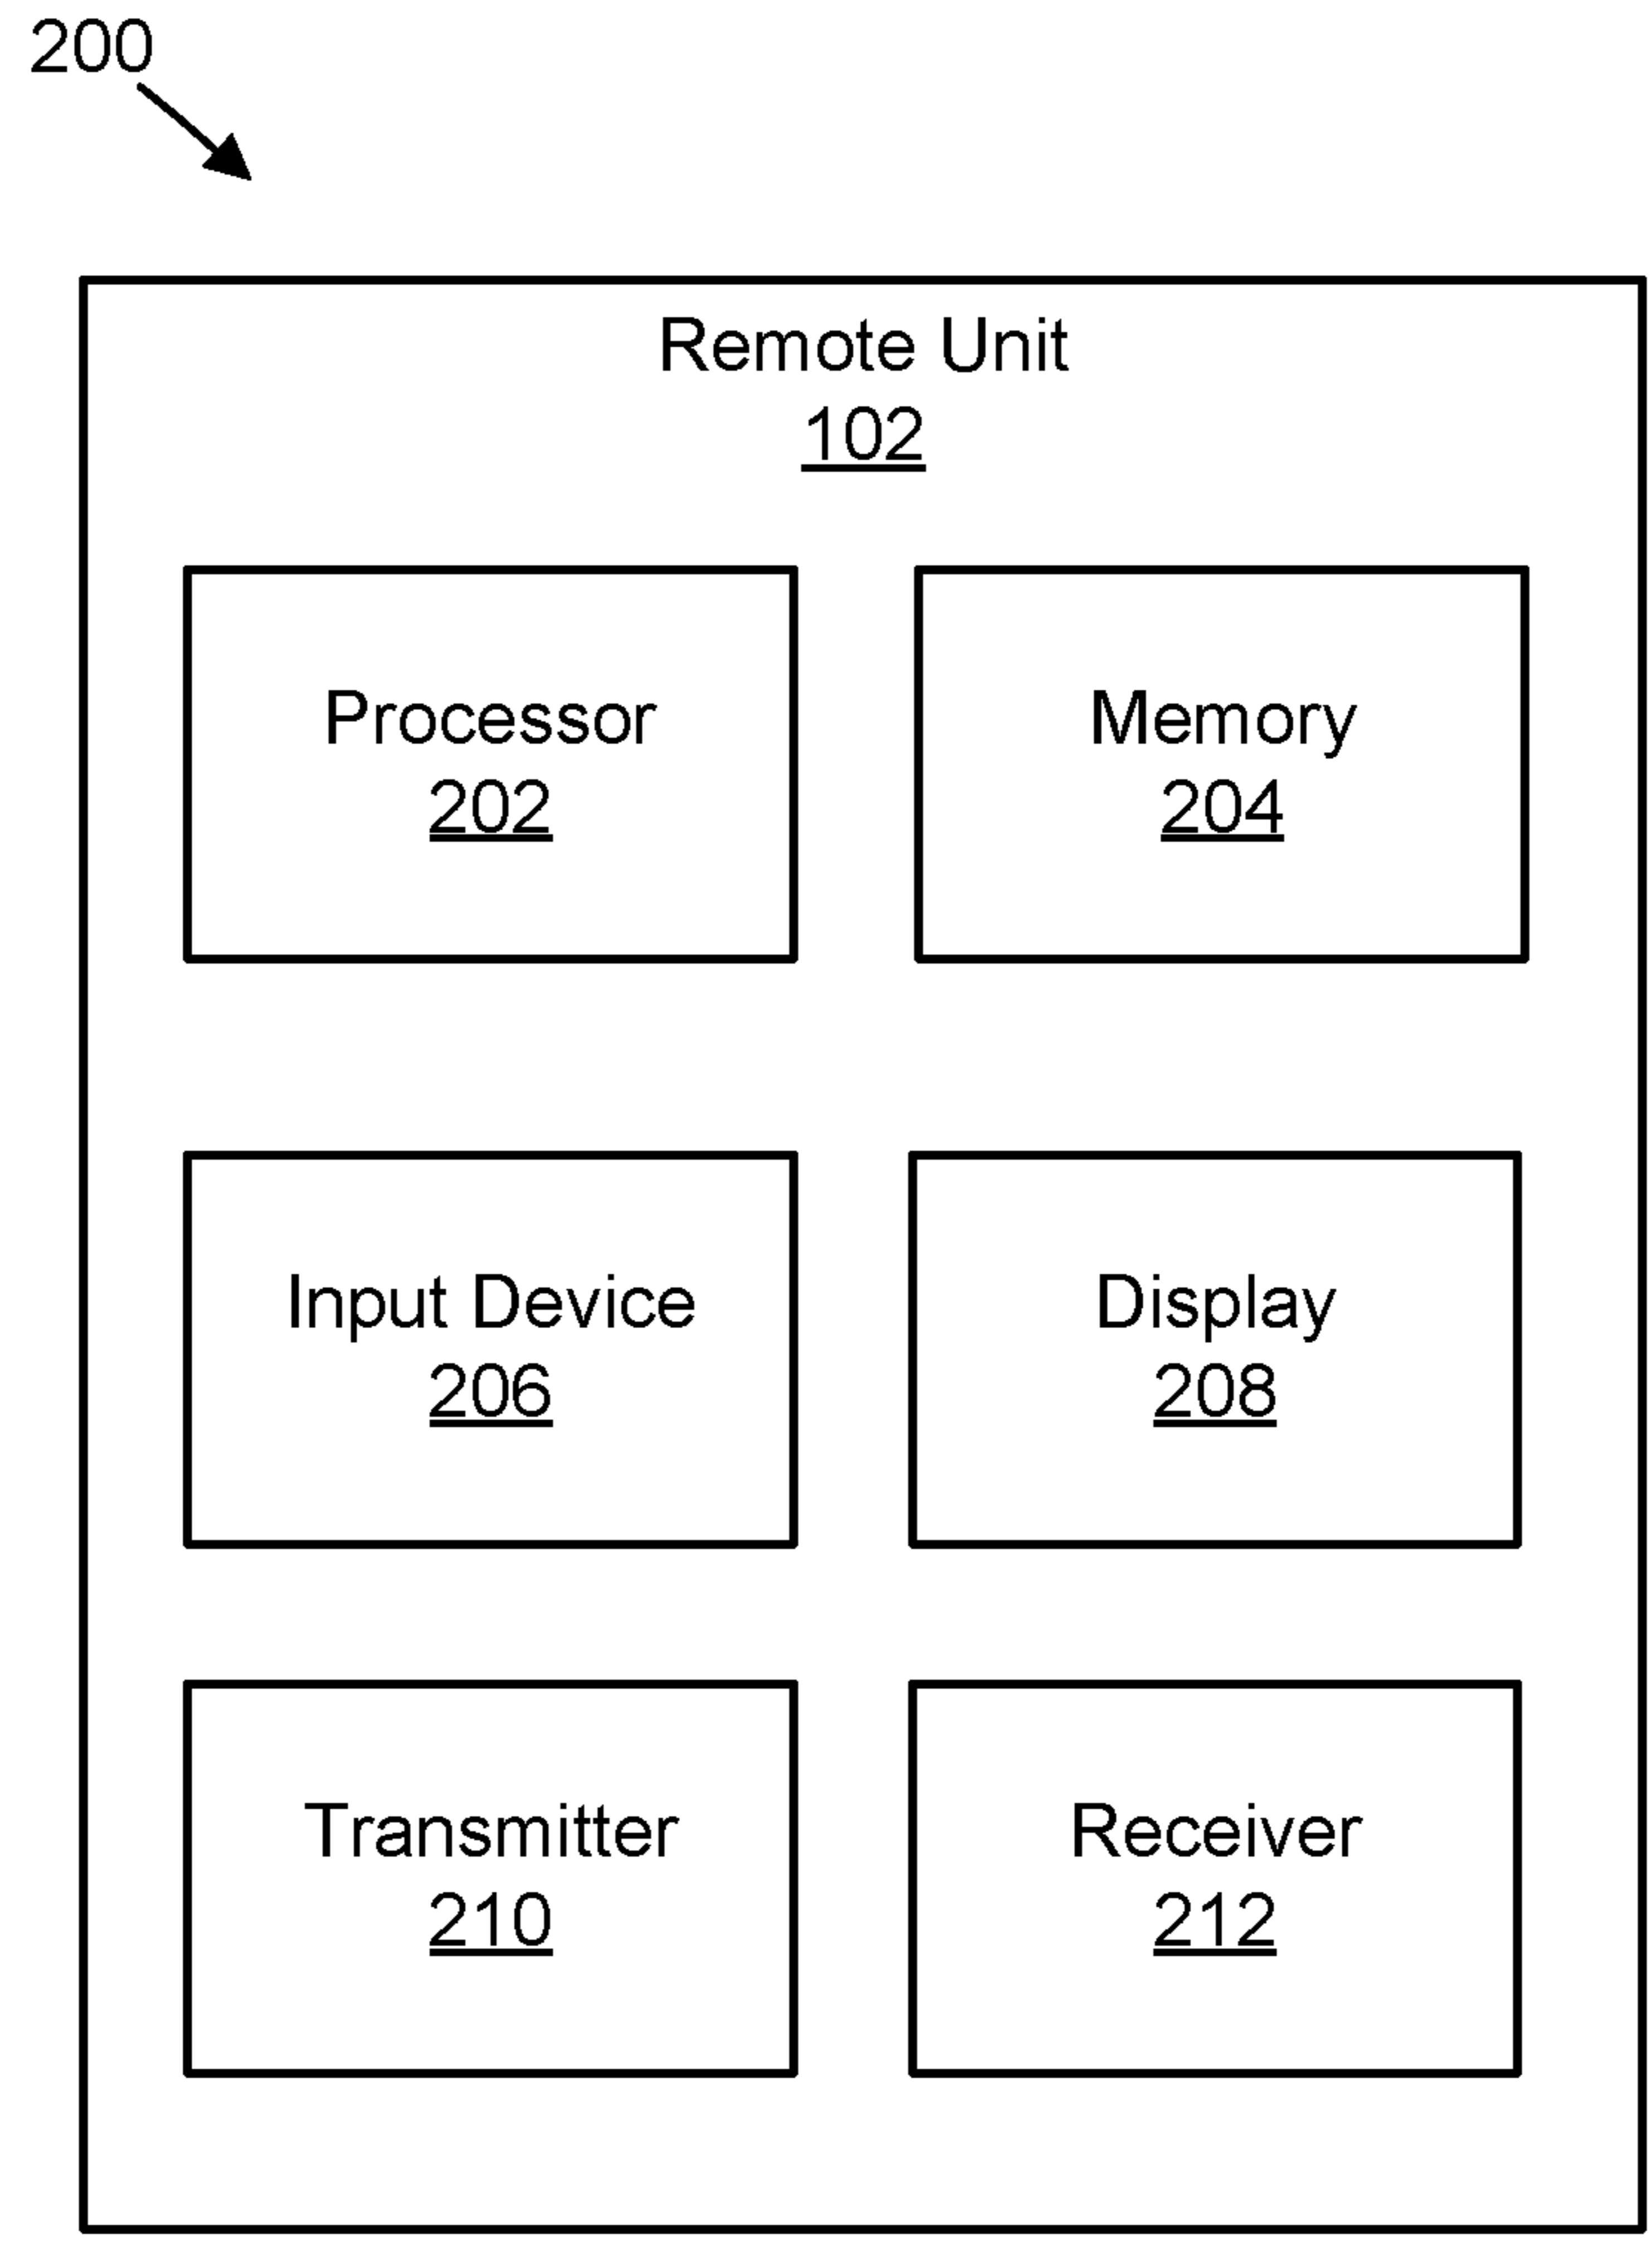 200
Remote Unit
102
Processor
202
Memory
204
Input Device
206
Display
208
Transmitter
210
Receiver
212